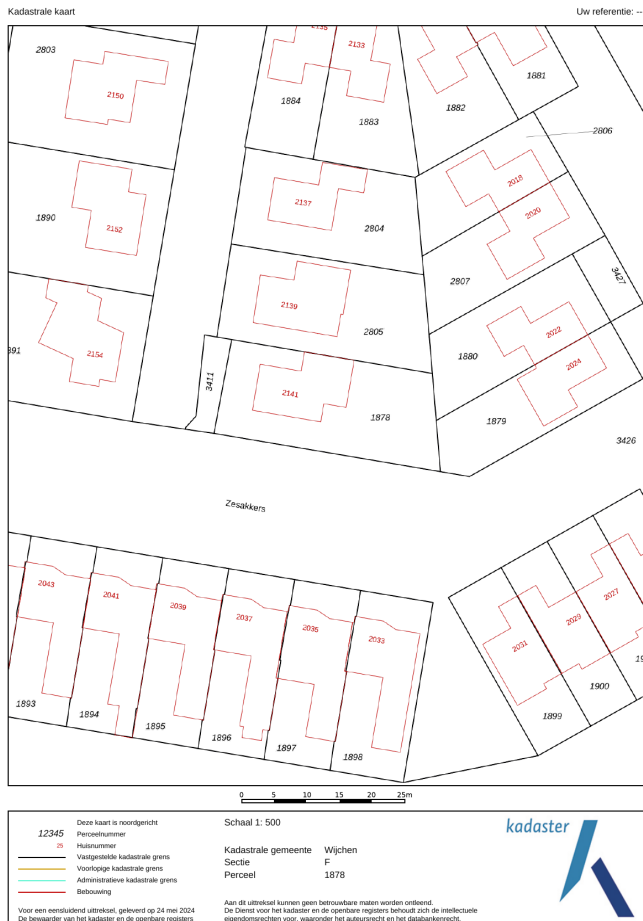 Kadastrale kaart
Uw referentie: --
2803
2150
2135
2133
1884
1883
1882
1881
2806
2018
2020
1890
2152
2137
2804
2807
3427
2139
2805
2022
2024
1880
2154
3411
2141
1878
1879
3426
Zesakkers
2043
2041
2039
2037
2035
2033
2031
2029
2027
1893
1894
1895
1896
1897
1898
1899
1900
0 5 10 15 20 25m
Deze kaart is noordgericht
12345 Perceelnummer
25 Huisnummer
Vastgestelde kadastrale grens
Voorlopige kadastrale grens
Administratieve kadastrale grens
Bebouwing
Voor een eensluidend uittreksel, geleverd op 24 mei 2024
De bewaarder van het kadaster en de openbare registers
Schaal 1: 500
Kadastrale gemeente Wijchen
Sectie F
Perceel 1878
Aan dit uittreksel kunnen geen betrouwbare maten worden ontleend.
De Dienst voor het kadaster en de openbare registers behoudt zich de intellectuele
eigendomsrechten voor, waaronder het auteursrecht en het databankenrecht.
kadaster